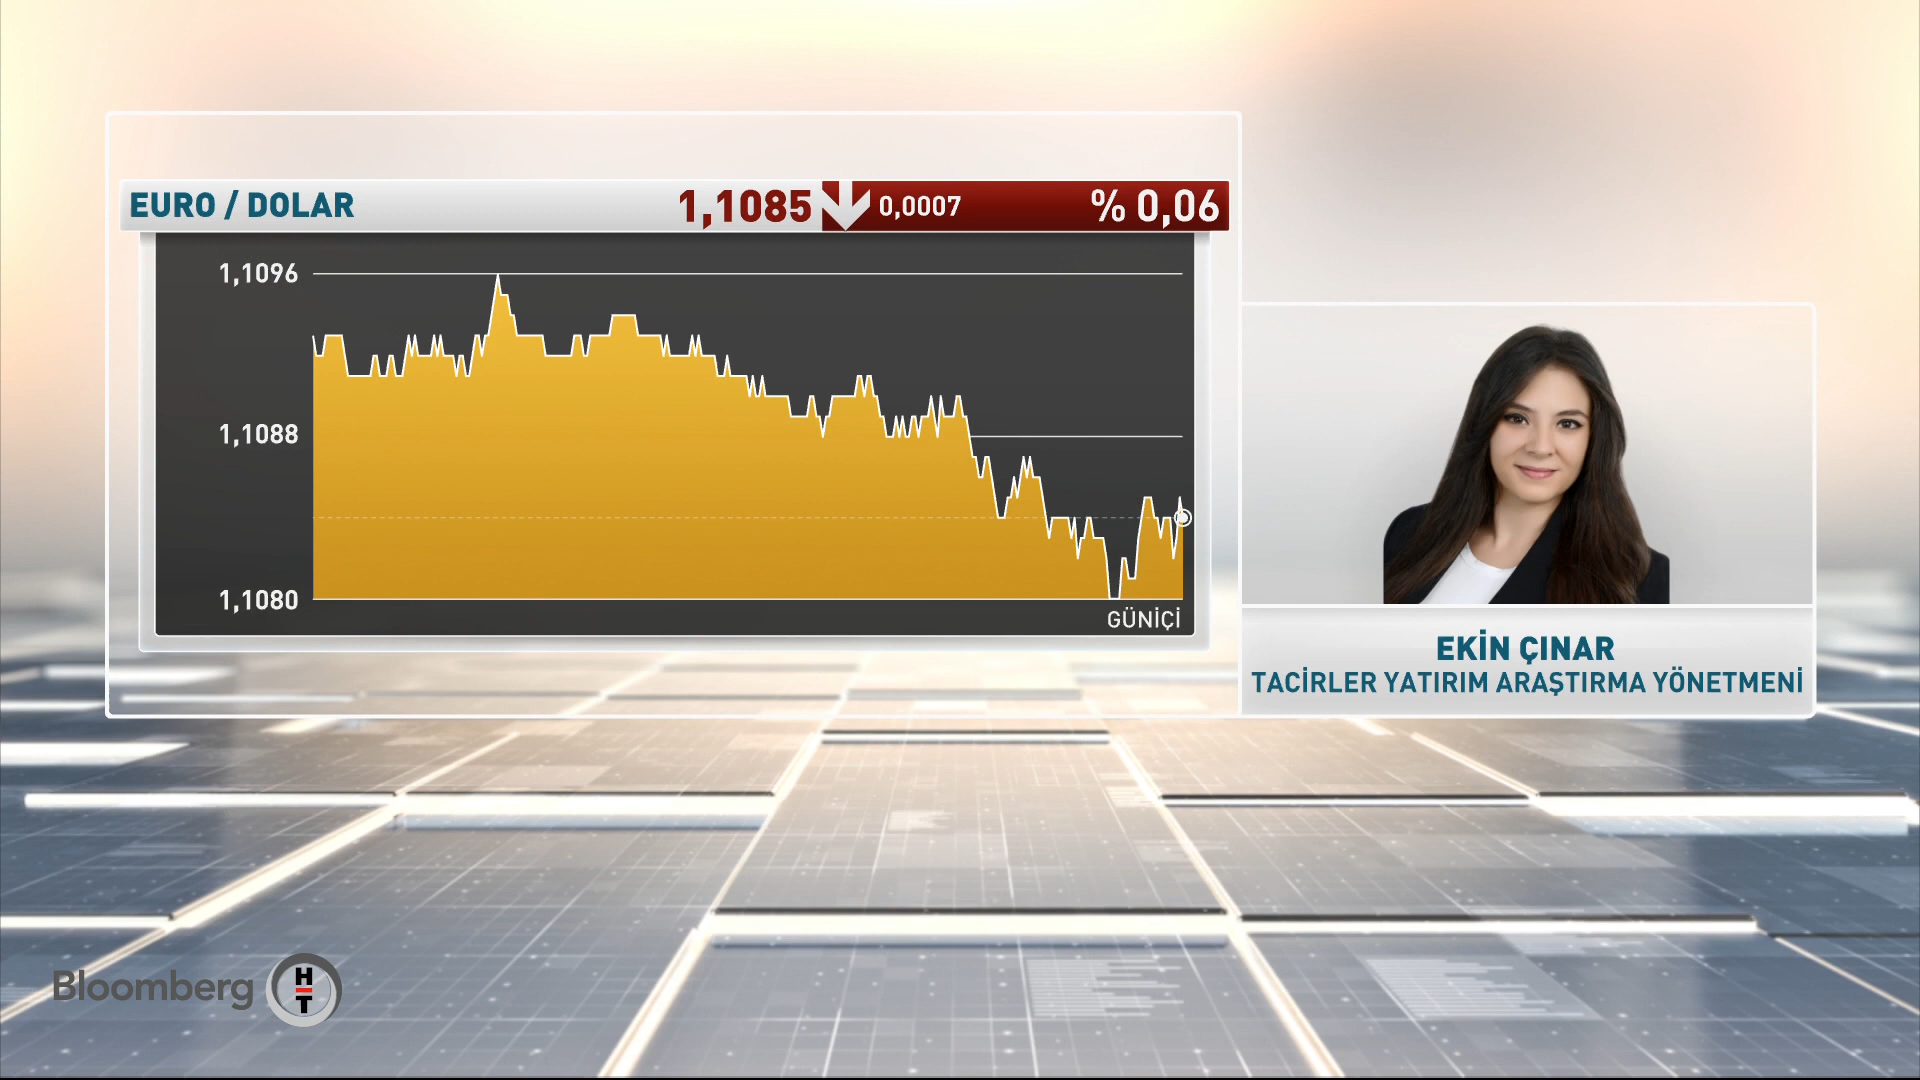 EURO / DOLAR 1,1085 0,0007 % 0,06
1,1096
1,1088
1,1080
GÜNİÇİ
EKİN ÇINAR
TACİRLER YATIRIM ARAŞTIRMA YÖNETMENİ
Bloomberg HT